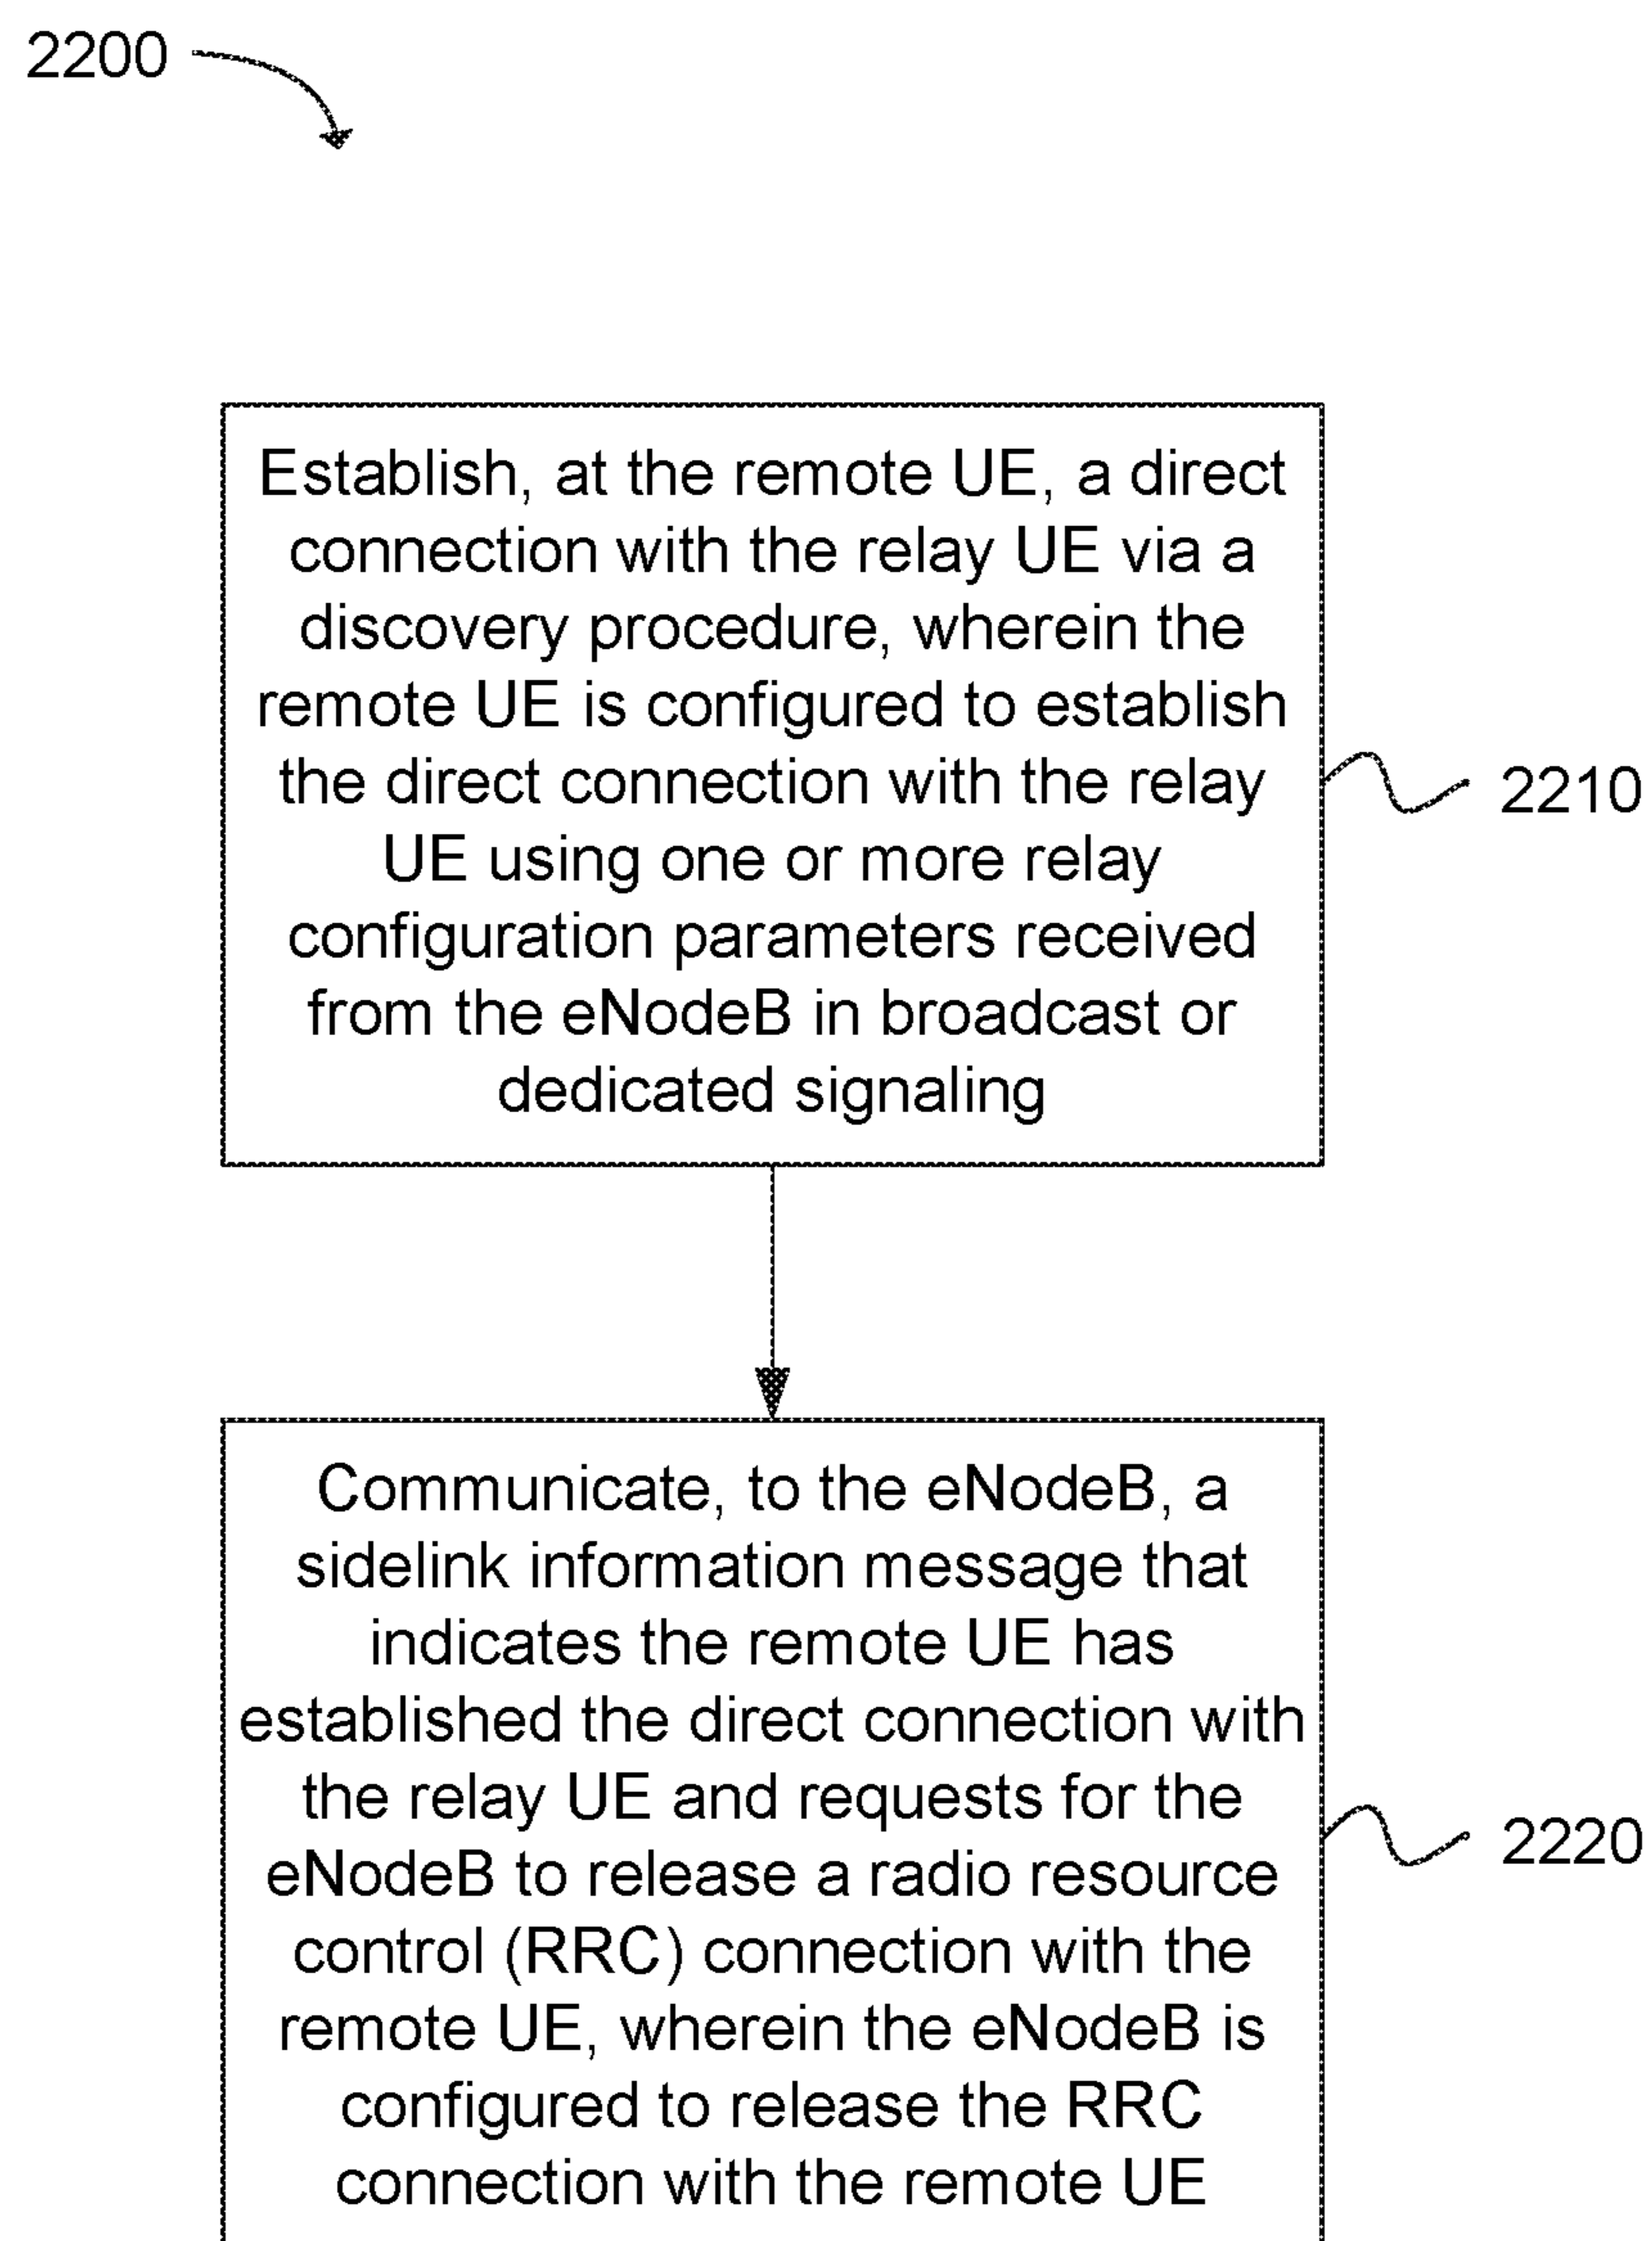 2200
Establish, at the remote UE, a direct
connection with the relay UE via a
discovery procedure, wherein the
remote UE is configured to establish
the direct connection with the relay
UE using one or more relay
configuration parameters received
from the eNodeB in broadcast or
dedicated signaling
2210
Communicate, to the eNodeB, a
sidelink information message that
indicates the remote UE has
established the direct connection with
the relay UE and requests for the
eNodeB to release a radio resource
control (RRC) connection with the
remote UE, wherein the eNodeB is
configured to release the RRC
connection with the remote UE
2220